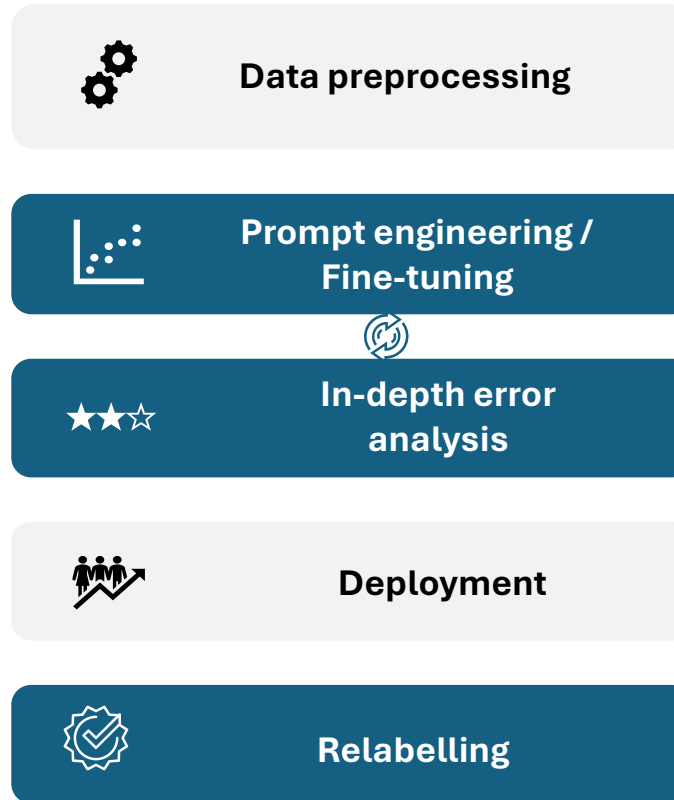 Data preprocessing
Prompt engineering /
Fine-tuning
In-depth error
analysis
Deployment
Relabelling